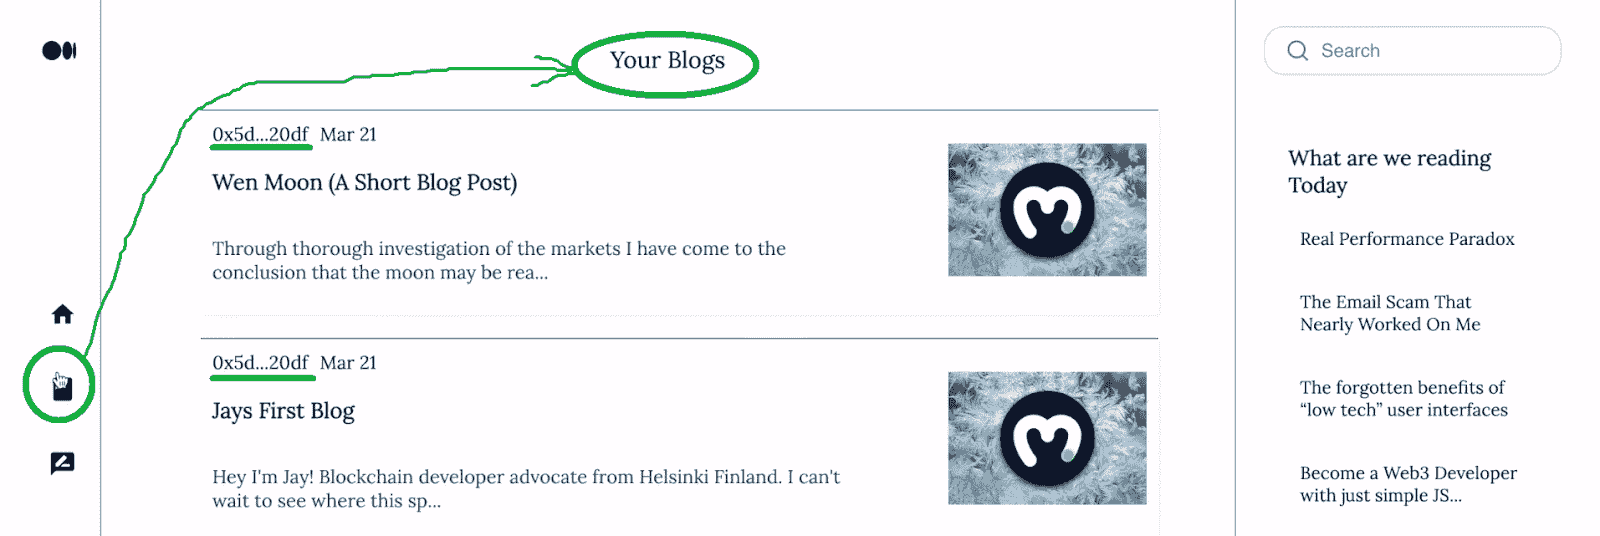 Your Blogs
0x5d...20df Mar 21
Wen Moon (A Short Blog Post)
Through thorough investigation of the markets I have come to the
conclusion that the moon may be rea...
0x5d...20df Mar 21
Jays First Blog
Hey I'm Jay! Blockchain developer advocate from Helsinki Finland. I can't
wait to see where this sp...
Search
What are we reading
Today
Real Performance Paradox
The Email Scam That
Nearly Worked On Me
The forgotten benefits of
“low tech” user interfaces
Become a Web3 Developer
with just simple JS...